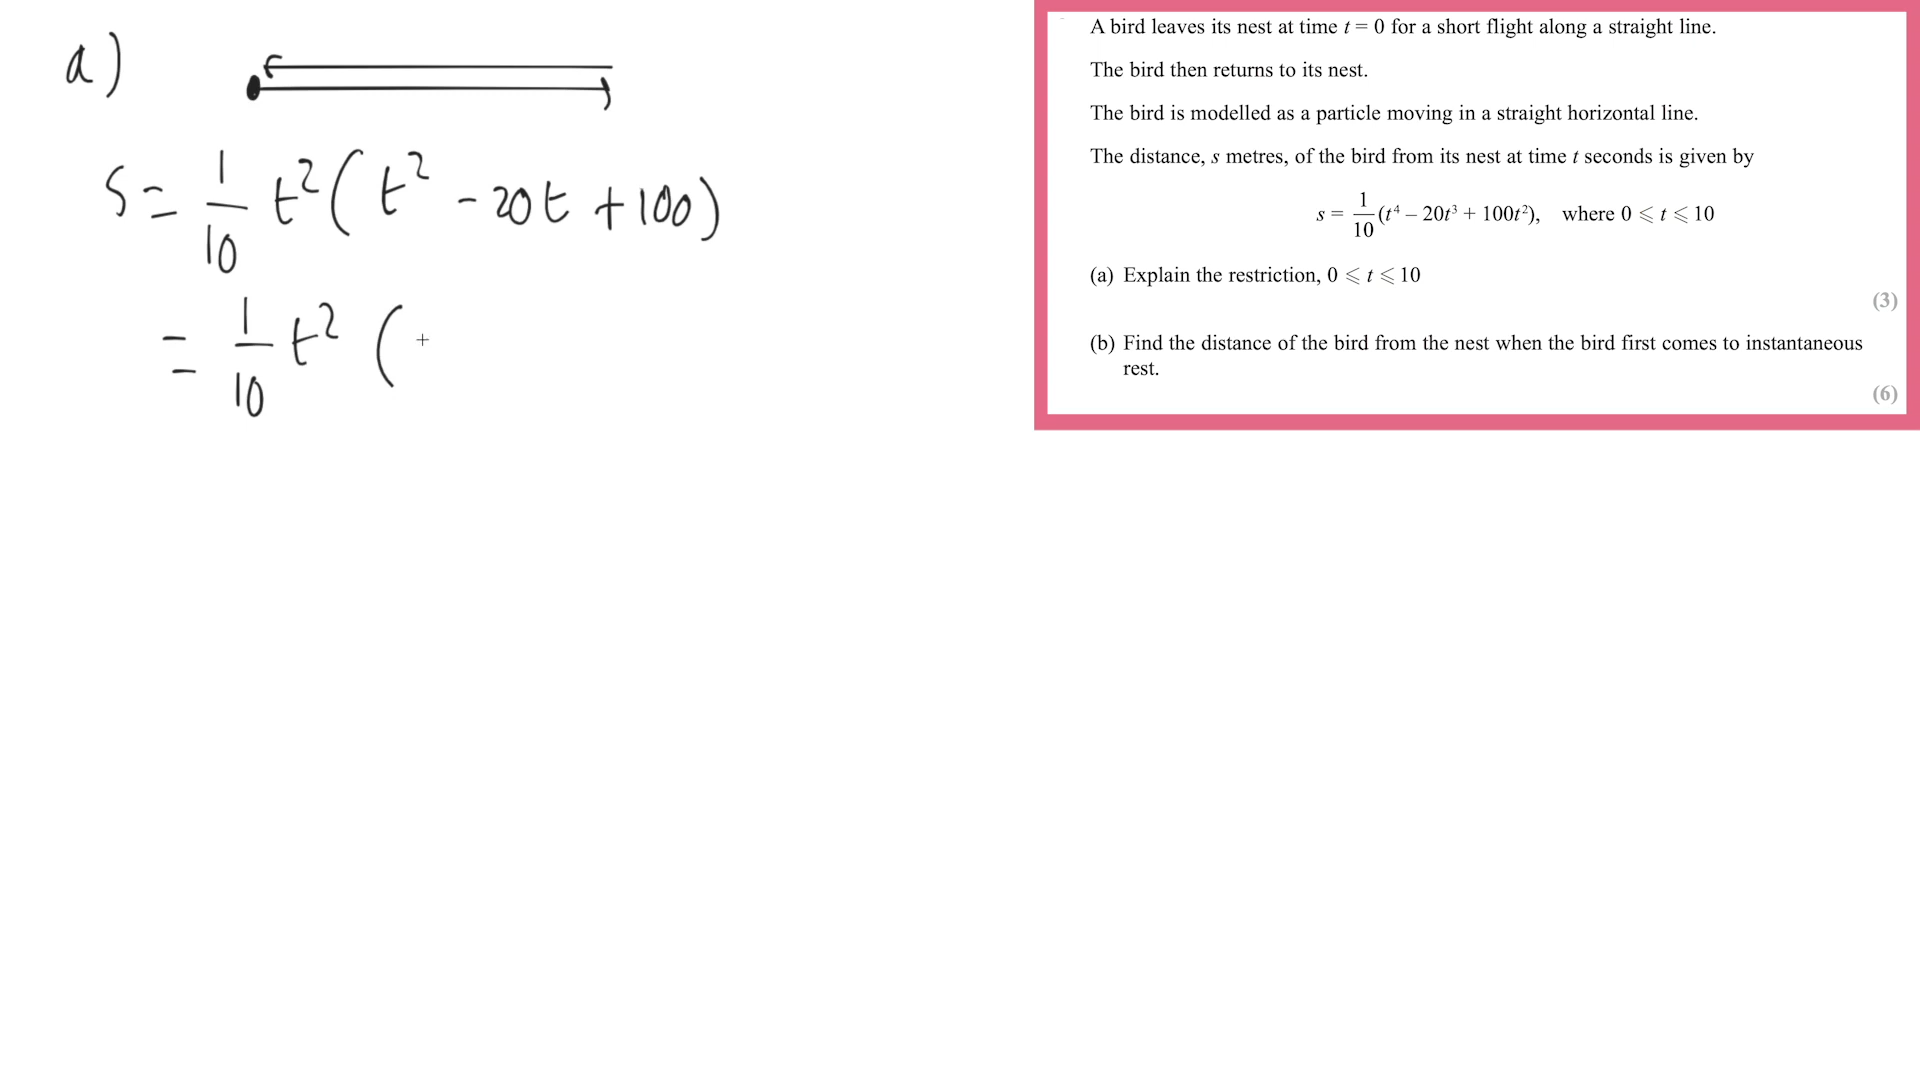 a)
s = 1/10 t²(t² - 20t + 100)
= 1/10 t² (
A bird leaves its nest at time t = 0 for a short flight along a straight line.
The bird then returns to its nest.
The bird is modelled as a particle moving in a straight horizontal line.
The distance, s metres, of the bird from its nest at time t seconds is given by
s = 1/10 (t⁴ – 20t³ + 100t²), where 0 ⩽ t ⩽ 10
(a) Explain the restriction, 0 ⩽ t ⩽ 10
(3)
(b) Find the distance of the bird from the nest when the bird first comes to instantaneous
rest.
(6)